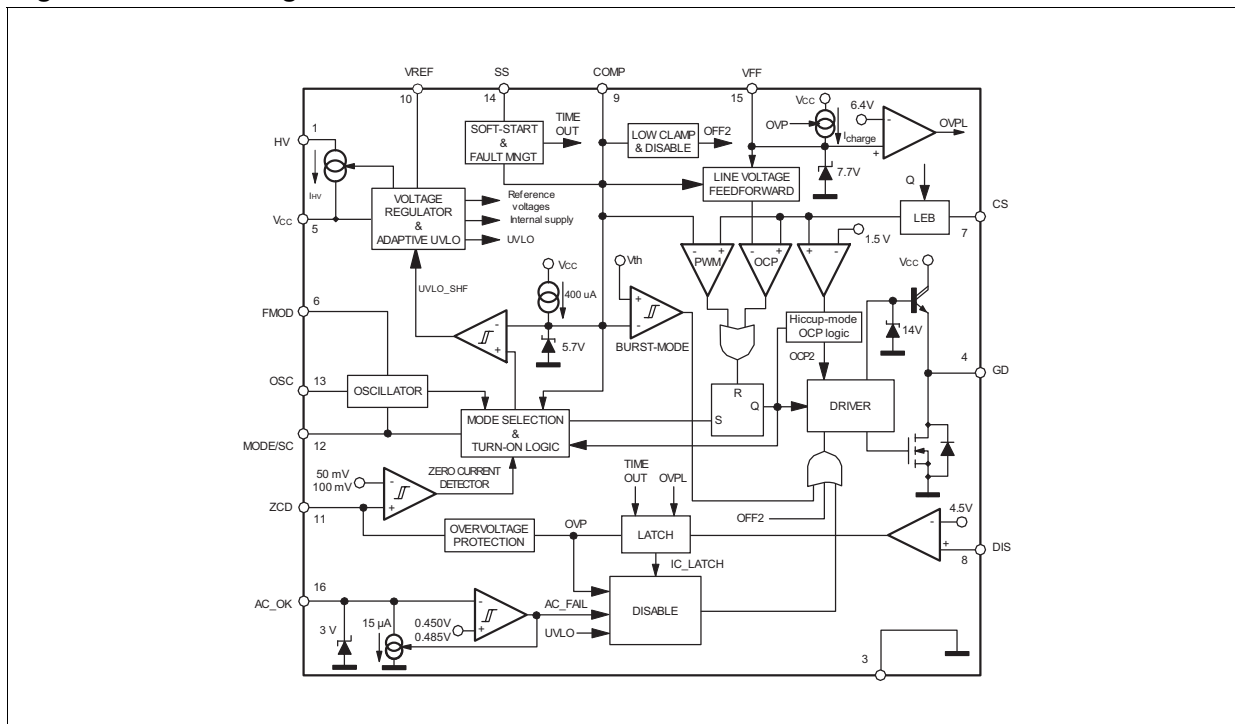 VREF
SS
COMP
VFF
10
14
9
15
HV
1
IHV
VCC
5
SOFT-START
&
FAULT MNGT
TIME
OUT
LOW CLAMP
& DISABLE
OFF2
VCC
OVP
Icharge
6.4V
-
+
OVPL
7.7V
LINE VOLTAGE
FEEDFORWARD
Q
LEB
CS
7
VOLTAGE
REGULATOR
&
ADAPTIVE UVLO
Reference
voltages
Internal supply
UVLO
- +
PWM
- +
OCP
+ -
1.5 V
VCC
UVLO_SHF
VCC
400 uA
Vth
+
-
BURST-MODE
5.7V
-
+
Hiccup-mode
OCP logic
OCP2
14V
FMOD
6
4
GD
OSC
13
OSCILLATOR
R
S
Q
DRIVER
MODE SELECTION
&
TURN-ON LOGIC
MODE/SC
12
50 mV
100 mV
-
+
ZERO CURRENT
DETECTOR
ZCD
11
OVERVOLTAGE
PROTECTION
OVP
TIME
OUT
OVPL
LATCH
OFF2
4.5V
-
+
DIS
8
IC_LATCH
AC_OK
16
3 V
15 µA
0.450V
0.485V
-
+
AC_FAIL
UVLO
DISABLE
3